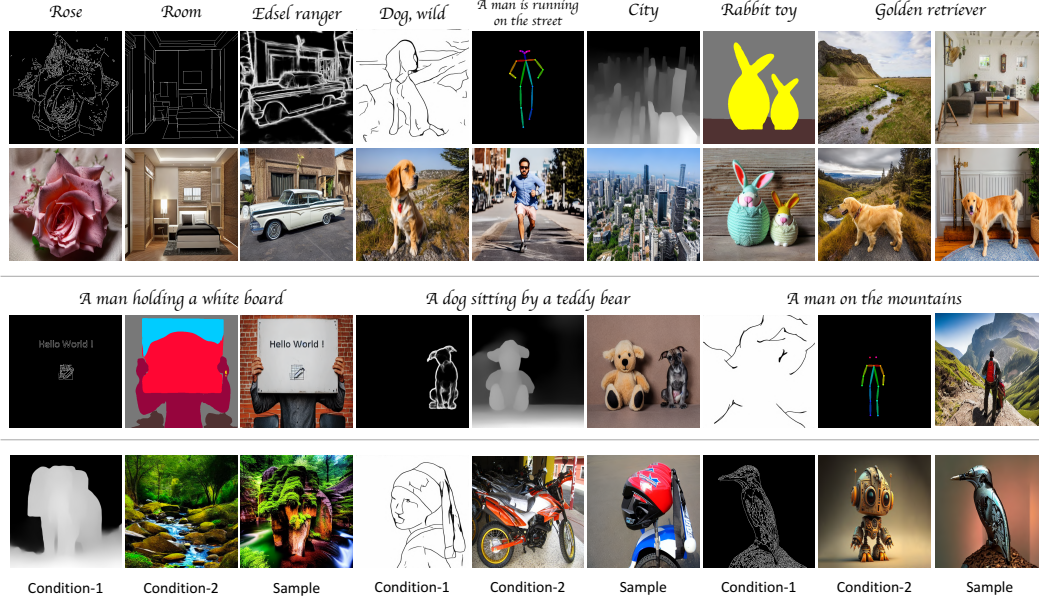 Rose
Room
Edsel ranger
Dog, wild
A man is running
on the street
City
Rabbit toy
Golden retriever
A man holding a white board
A dog sitting by a teddy bear
A man on the mountains
Hello World !
Hello World !
Condition-1
Condition-2
Sample
Condition-1
Condition-2
Sample
Condition-1
Condition-2
Sample